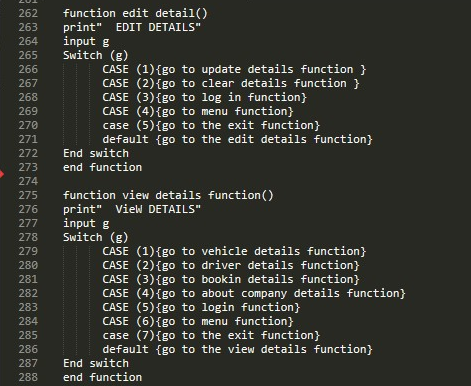 261
262 function edit detail()
263 print"  EDIT DETAILS"
264 input g
265 Switch (g)
266 CASE (1){go to update details function }
267 CASE (2){go to clear details function }
268 CASE (3){go to log in function}
269 CASE (4){go to menu function}
270 case (5){go to the exit function}
271 default {go to the edit details function}
272 End switch
273 end function
274
275 function view details function()
276 print"  VieW DETAILS"
277 input g
278 Switch (g)
279 CASE (1){go to vehicle details function}
280 CASE (2){go to driver details function}
281 CASE (3){go to bookin details function}
282 CASE (4){go to about company details function}
283 CASE (5){go to login function}
284 CASE (6){go to menu function}
285 case (7){go to the exit function}
286 default {go to the view details function}
287 End switch
288 end function